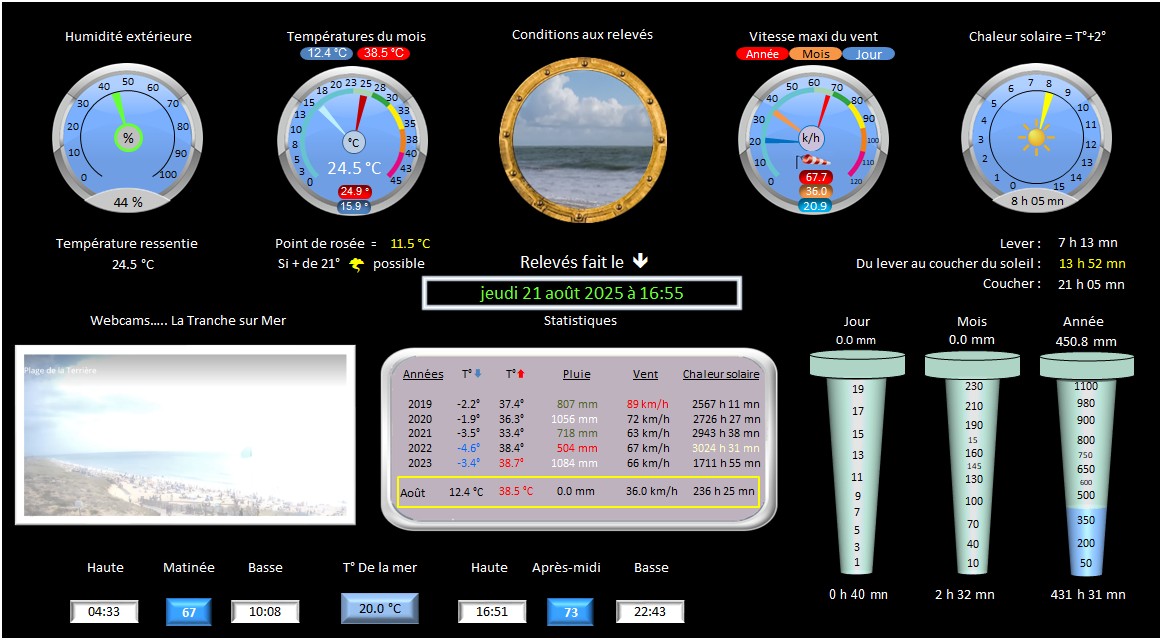 Humidité extérieure
Températures du mois
12.4 °C 38.5 °C
Conditions aux relevés
Vitesse maxi du vent
Année Mois Jour
Chaleur solaire = T°+2°
0 10 20 30 40 50 60 70 80 90 100
%
44 %
0 3 5 8 10 13 15 18 20 23 25 28 30 33 35 38 40 43 45
°C
24.5 °C
24.9 °
15.9 °
0 10 20 30 40 50 60 70 80 90 100 110 120
k/h
67.7
36.0
20.9
0 1 2 3 4 5 6 7 8 9 10 11 12 13 14 15
8 h 05 mn
Température ressentie
24.5 °C
Point de rosée = 11.5 °C
Si + de 21° possible
Relevés fait le
jeudi 21 août 2025 à 16:55
Lever : 7 h 13 mn
Du lever au coucher du soleil : 13 h 52 mn
Coucher : 21 h 05 mn
Webcams..... La Tranche sur Mer
Plage de la Terrière
Statistiques
Années T° T° Pluie Vent Chaleur solaire
2019 -2.2° 37.4° 807 mm 89 km/h 2567 h 11 mn
2020 -1.9° 36.3° 1056 mm 72 km/h 2726 h 27 mn
2021 -3.5° 33.4° 718 mm 63 km/h 2943 h 38 mn
2022 -4.6° 38.4° 504 mm 67 km/h 3024 h 31 mn
2023 -3.4° 38.7° 1084 mm 66 km/h 1711 h 55 mn
Août 12.4 °C 38.5 °C 0.0 mm 36.0 km/h 236 h 25 mn
Jour
0.0 mm
19
17
15
13
11
9
7
5
3
1
0 h 40 mn
Mois
0.0 mm
230
210
190
15
160
145
130
100
70
40
10
2 h 32 mn
Année
450.8 mm
1100
980
900
800
750
650
600
500
350
200
50
431 h 31 mn
Haute Matinée Basse
04:33 67 10:08
T° De la mer
20.0 °C
Haute Après-midi Basse
16:51 73 22:43